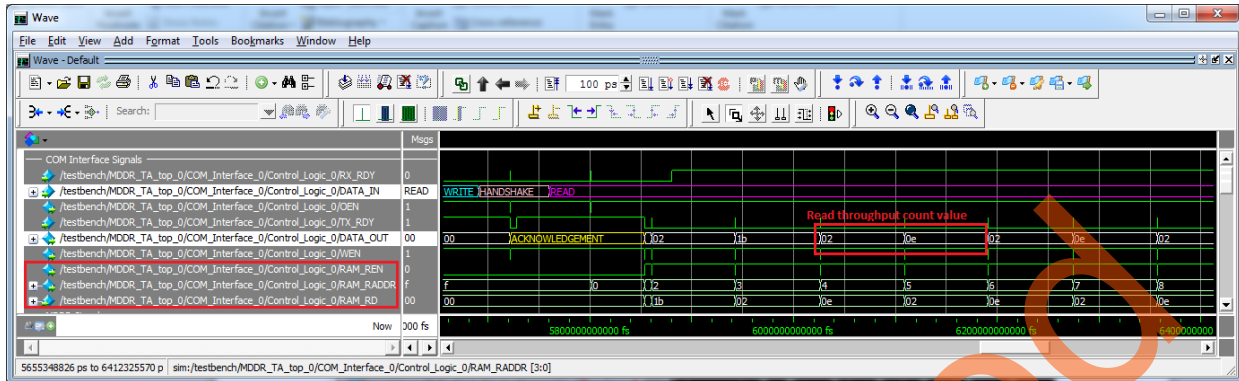 Wave
File Edit View Add Format Tools Bookmarks Window Help
Wave - Default
100 ps
Search:
Msgs
COM Interface Signals
/testbench/MDDR_TA_top_0/COM_Interface_0/Control_Logic_0/RX_RDY 0
/testbench/MDDR_TA_top_0/COM_Interface_0/Control_Logic_0/DATA_IN READ WRITE HANDSHAKE READ
/testbench/MDDR_TA_top_0/COM_Interface_0/Control_Logic_0/OEN 1
/testbench/MDDR_TA_top_0/COM_Interface_0/Control_Logic_0/TX_RDY 1
Read throughput count value
/testbench/MDDR_TA_top_0/COM_Interface_0/Control_Logic_0/DATA_OUT 00 00 ACKNOWLEDGEMENT 02 1b 02 0e 02 0e 02
/testbench/MDDR_TA_top_0/COM_Interface_0/Control_Logic_0/WEN 1
/testbench/MDDR_TA_top_0/COM_Interface_0/Control_Logic_0/RAM_REN 0
/testbench/MDDR_TA_top_0/COM_Interface_0/Control_Logic_0/RAM_RADDR f f 0 2 3 4 5 6 7 8
/testbench/MDDR_TA_top_0/COM_Interface_0/Control_Logic_0/RAM_RD 00 00 1b 02 0e 02 0e 02 0e
Now 000 fs 5800000000000 fs 6000000000000 fs 6200000000000 fs 6400000000
5655348826 ps to 6412325570 p sim:/testbench/MDDR_TA_top_0/COM_Interface_0/Control_Logic_0/RAM_RADDR [3:0]